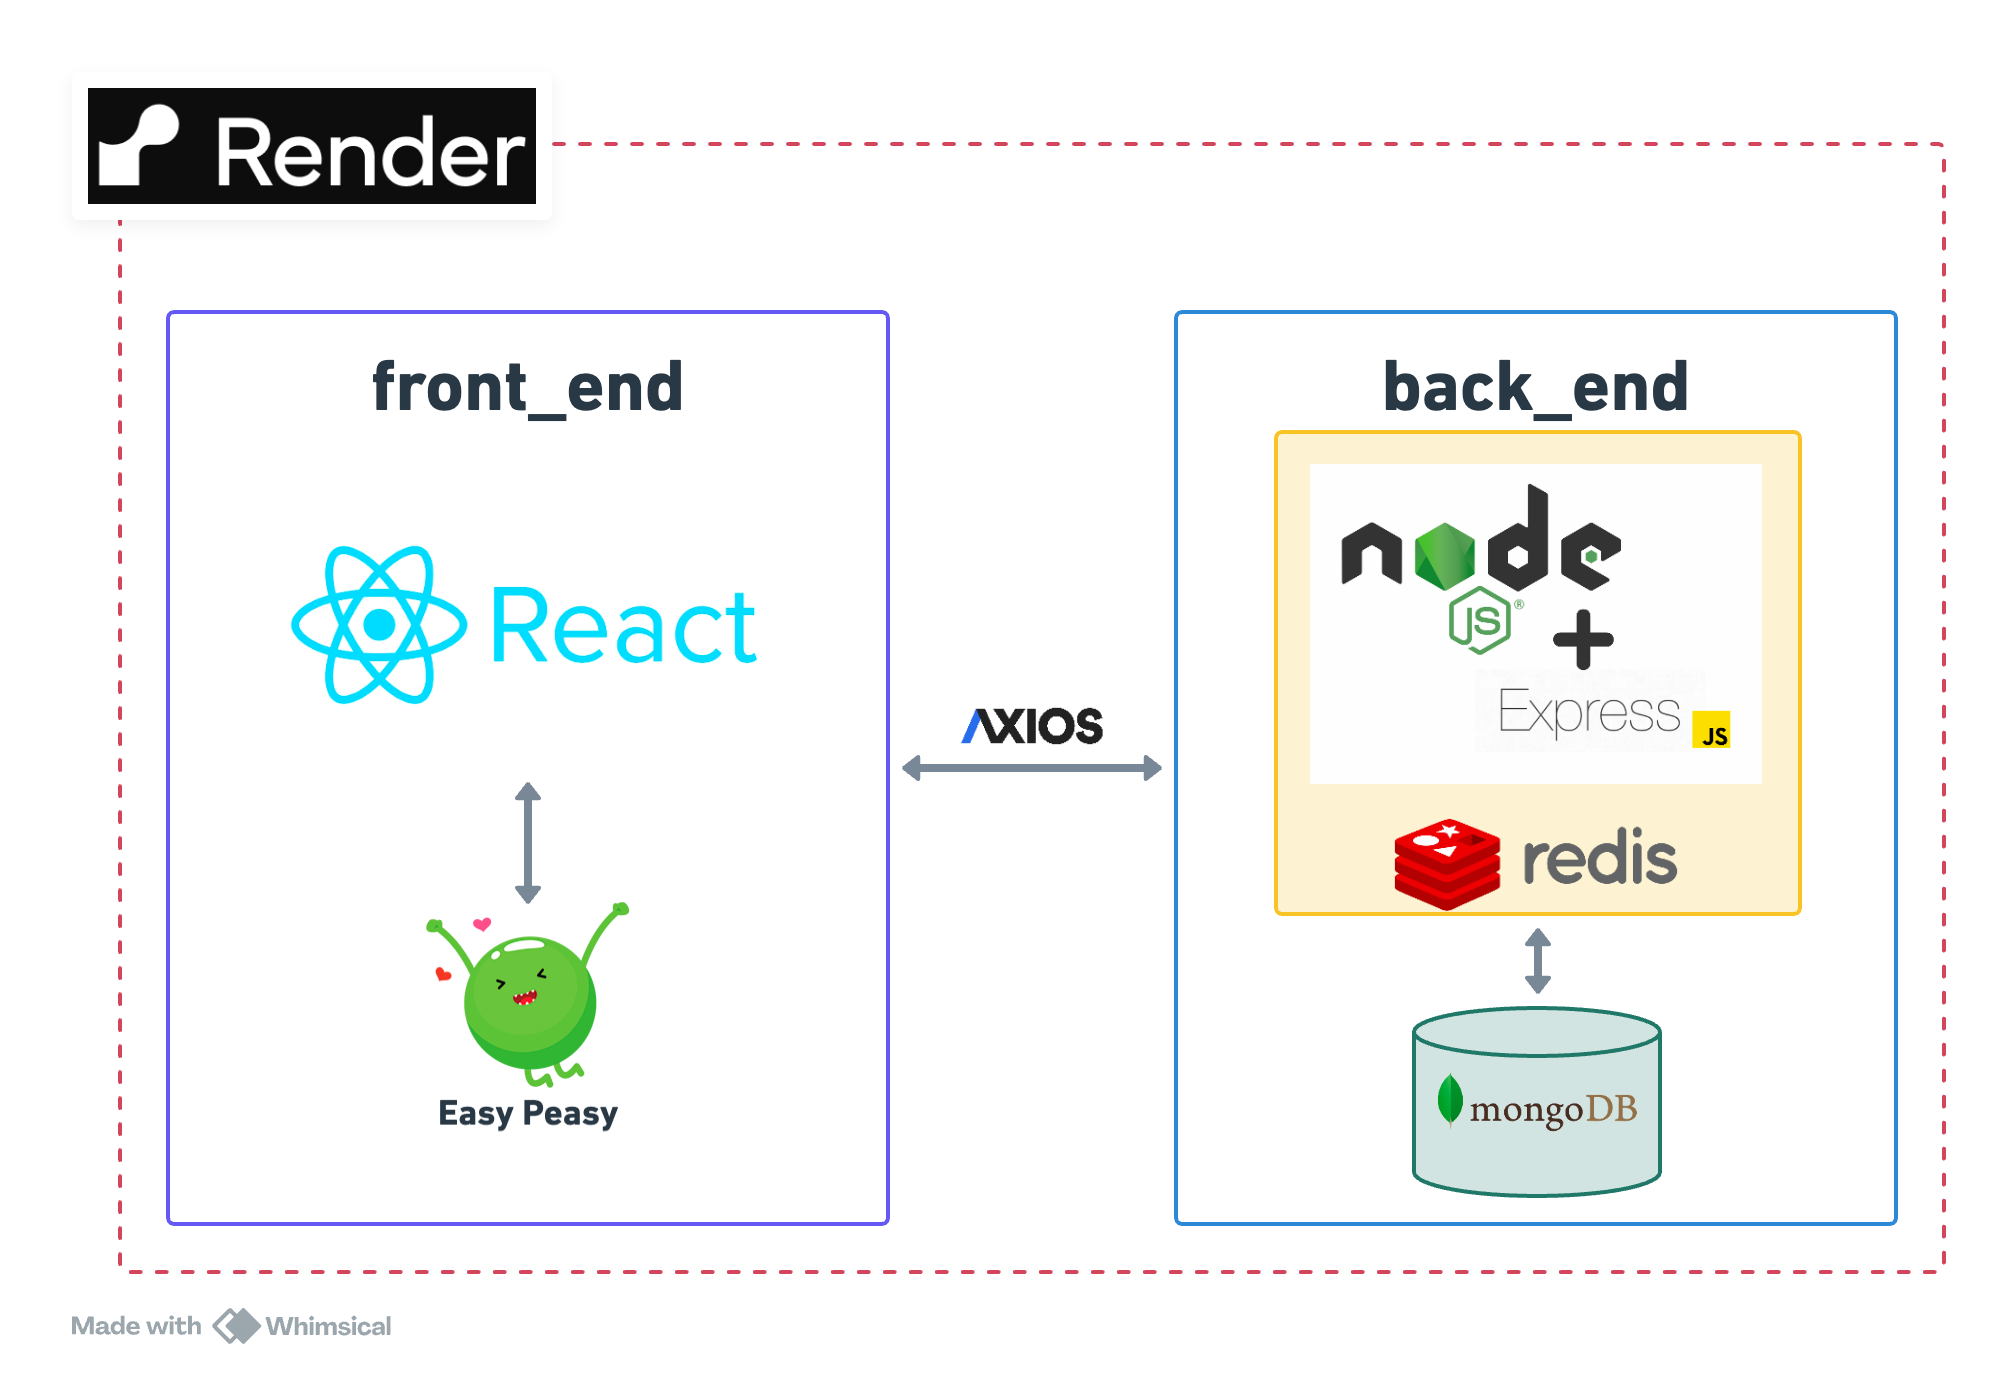 Render
front_end
React
Easy Peasy
AXIOS
back_end
node
JS®
+
Express
JS
redis
mongoDB
Made with Whimsical